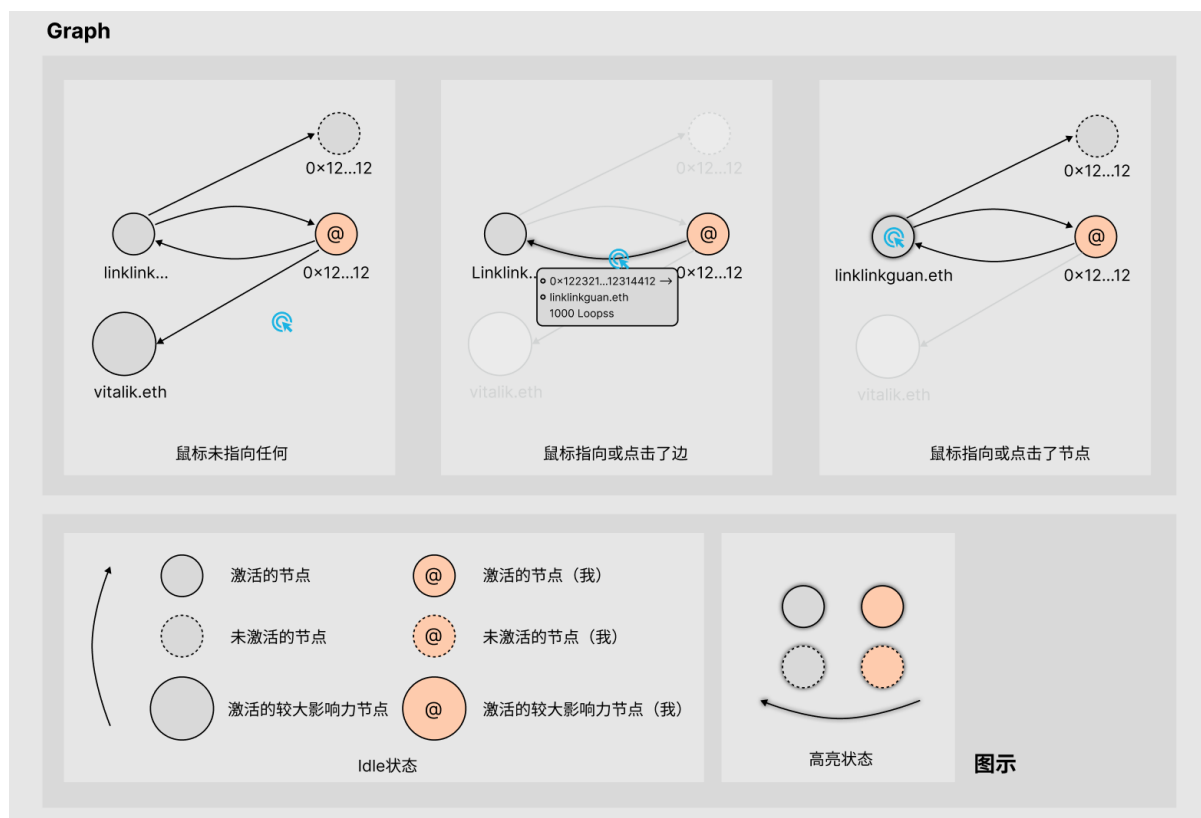 Graph
0×12...12
@
linklink...
0×12...12
vitalik.eth
鼠标未指向任何
0×12...12
@
Linklink...
0×12...12
0×122321...12314412 →
linklinkguan.eth
1000 Loopss
vitalik.eth
鼠标指向或点击了边
0×12...12
@
linklinkguan.eth
0×12...12
vitalik.eth
鼠标指向或点击了节点
激活的节点
@
激活的节点（我）
未激活的节点
@
未激活的节点（我）
激活的较大影响力节点
@
激活的较大影响力节点（我）
Idle状态
高亮状态
图示